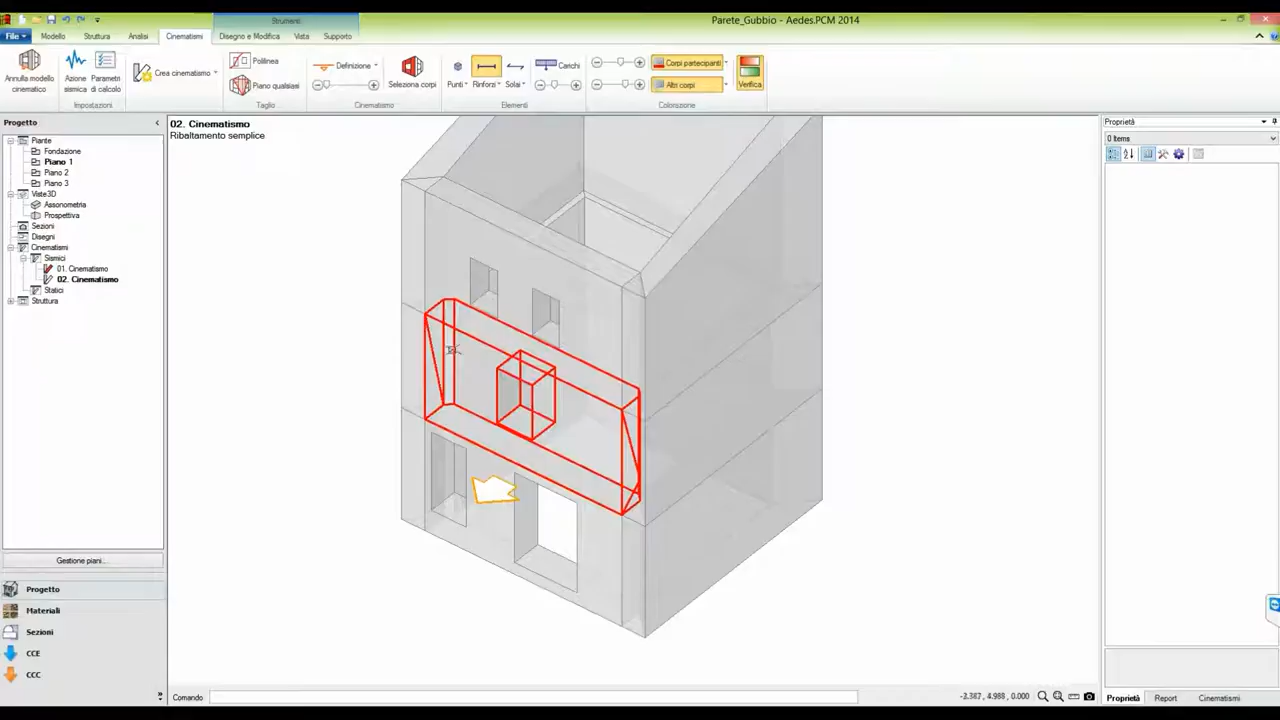 Strumenti
Parete_Gubbio - Aedes.PCM 2014
File
Modello
Struttura
Analisi
Cinematismi
Disegno e Modifica
Vista
Supporto
Annulla modello
cinematico
Azione
sismica
Parametri
di calcolo
Impostazioni
Crea cinematismo
Polilinea
Piano qualsiasi
Taglio
Definizione
Seleziona corpi
Cinematismo
Punti
Rinforzi
Solai
Carichi
Elementi
Corpi partecipanti
Altri corpi
Colorazione
Verifica
Progetto
Piante
Fondazione
Piano 1
Piano 2
Piano 3
Viste3D
Assonometria
Prospettiva
Sezioni
Disegni
Cinematismi
Sismici
01. Cinematismo
02. Cinematismo
Statici
Struttura
Gestione piani...
Progetto
Materiali
Sezioni
CCE
CCC
02. Cinematismo
Ribaltamento semplice
Comando
-2.387 , 4.988 , 0.000
Proprietà
0 Items
Proprietà
Report
Cinematismi